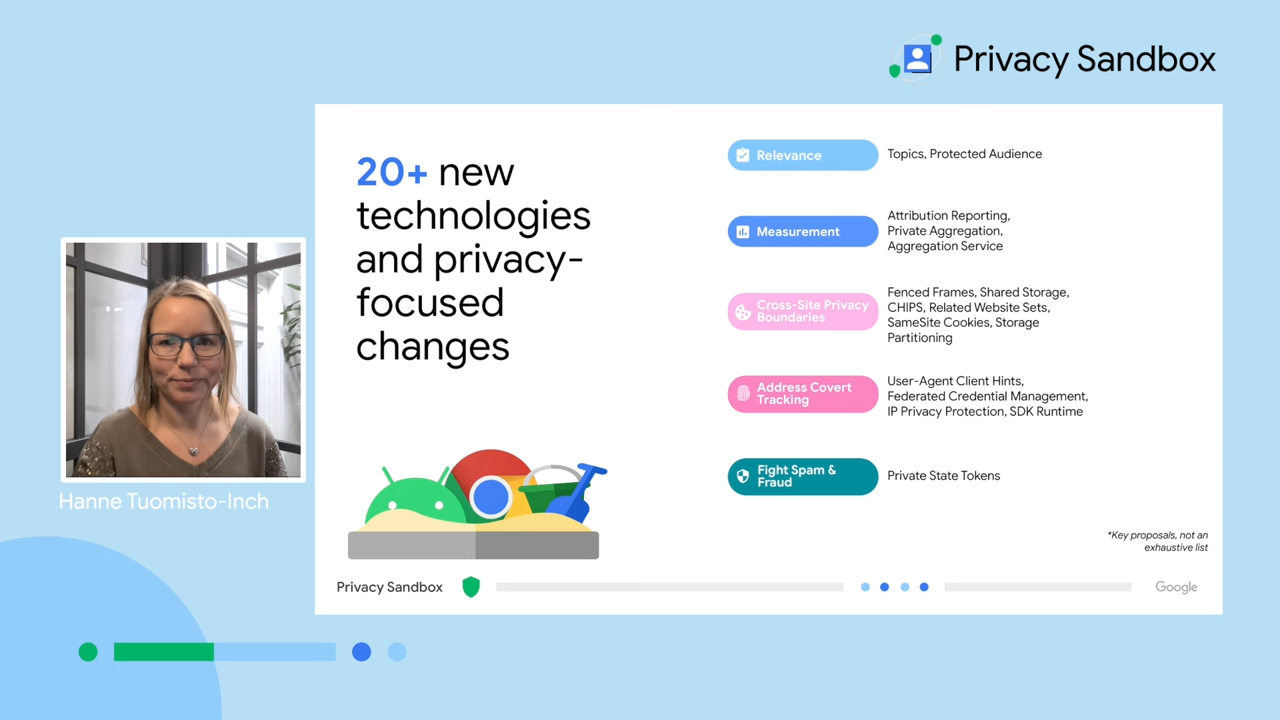 Privacy Sandbox
20+ new
technologies
and privacy-
focused
changes
Relevance
Topics, Protected Audience
Measurement
Attribution Reporting,
Private Aggregation,
Aggregation Service
Cross-Site Privacy
Boundaries
Fenced Frames, Shared Storage,
CHIPS, Related Website Sets,
SameSite Cookies, Storage
Partitioning
Address Covert
Tracking
User-Agent Client Hints,
Federated Credential Management,
IP Privacy Protection, SDK Runtime
Fight Spam &
Fraud
Private State Tokens
*Key proposals, not an
exhaustive list
Privacy Sandbox
Google
Hanne Tuomisto-Inch